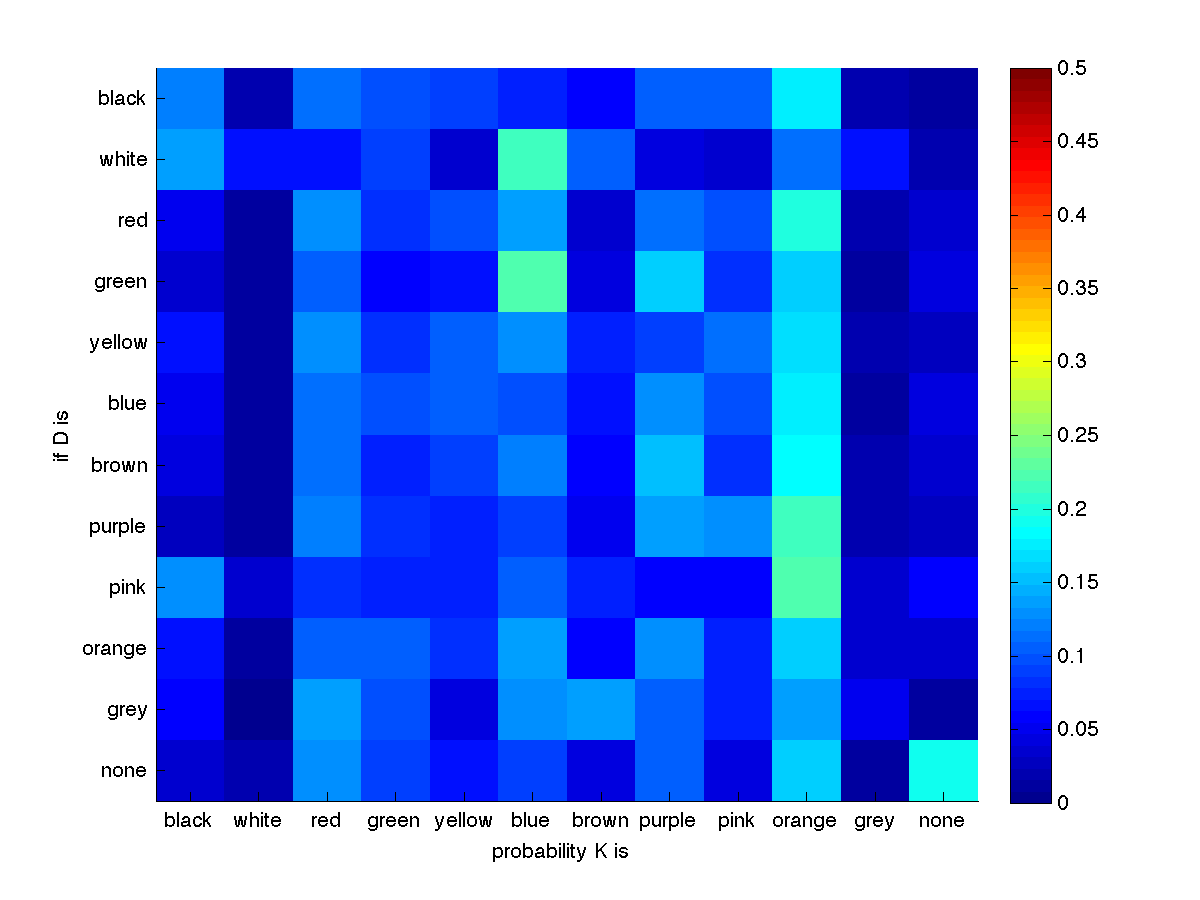 black
white
red
green
yellow
blue
brown
purple
pink
orange
grey
none
if D is
black white red green yellow blue brown purple pink orange grey none
probability K is
0.5
0.45
0.4
0.35
0.3
0.25
0.2
0.15
0.1
0.05
0